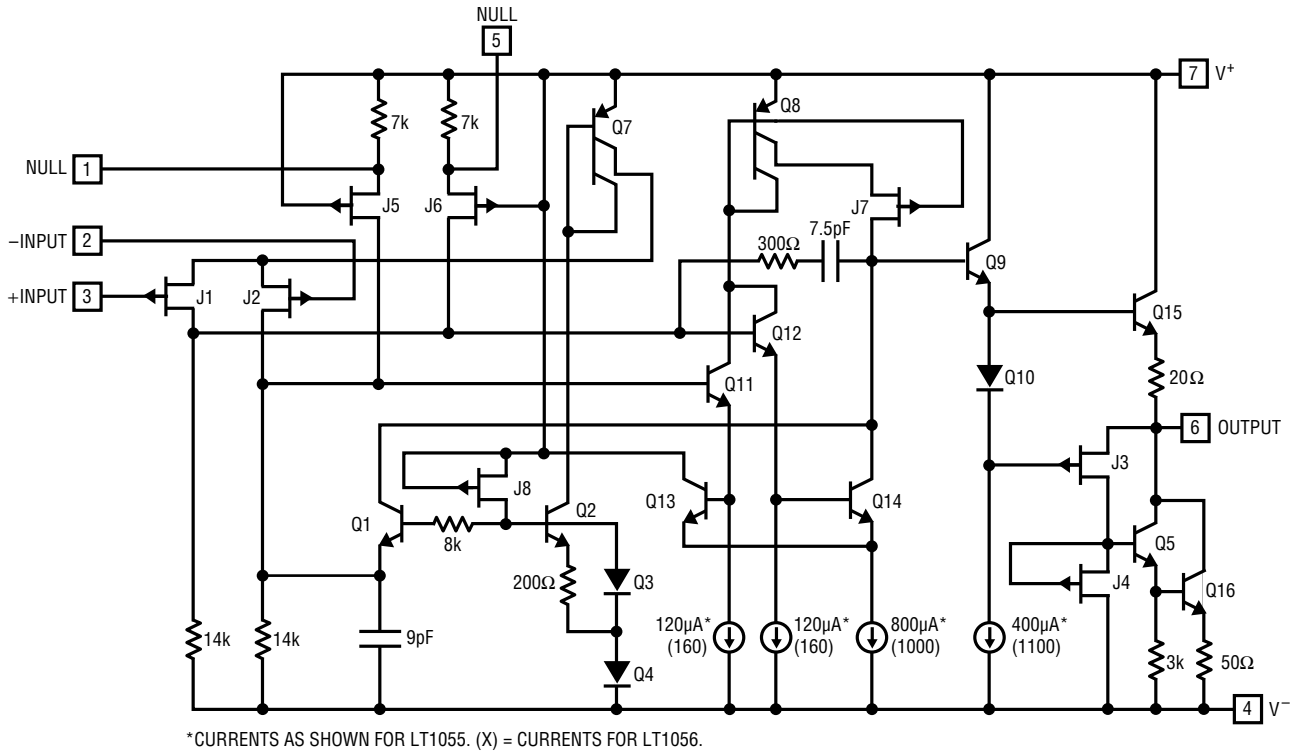 NULL
5
7 V+
7k
7k
Q7
Q8
NULL 1
J5
J6
J7
–INPUT 2
7.5pF
300Ω
Q9
+INPUT 3
J1
J2
Q15
Q12
Q11
Q10
20Ω
6 OUTPUT
J3
J8
Q13
Q14
Q1
Q2
8k
Q5
J4
Q3
Q16
200Ω
14k
14k
9pF
120µA*
(160)
120µA*
(160)
800µA*
(1000)
400µA*
(1100)
Q4
3k
50Ω
4 V–
*CURRENTS AS SHOWN FOR LT1055. (X) = CURRENTS FOR LT1056.